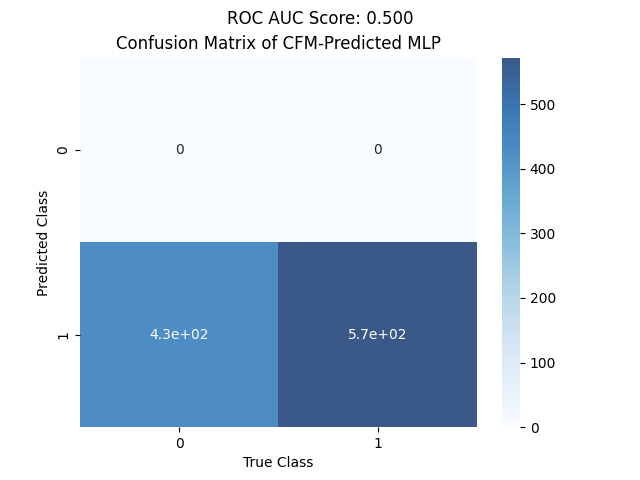 ROC AUC Score: 0.500
Confusion Matrix of CFM-Predicted MLP
Predicted Class
0
1
0 0
4.3e+02 5.7e+02
0 1
True Class
500
400
300
200
100
0